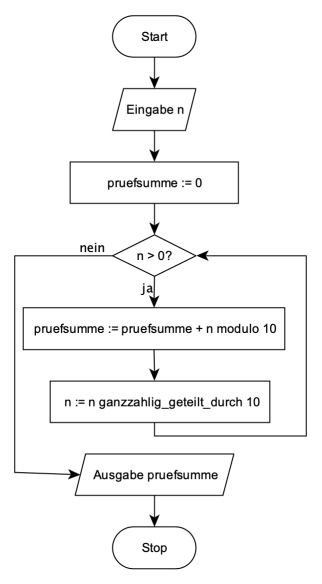 Start
Eingabe n
pruefsumme := 0
n > 0?
nein
ja
pruefsumme := pruefsumme + n modulo 10
n := n ganzzahlig_geteilt_durch 10
Ausgabe pruefsumme
Stop